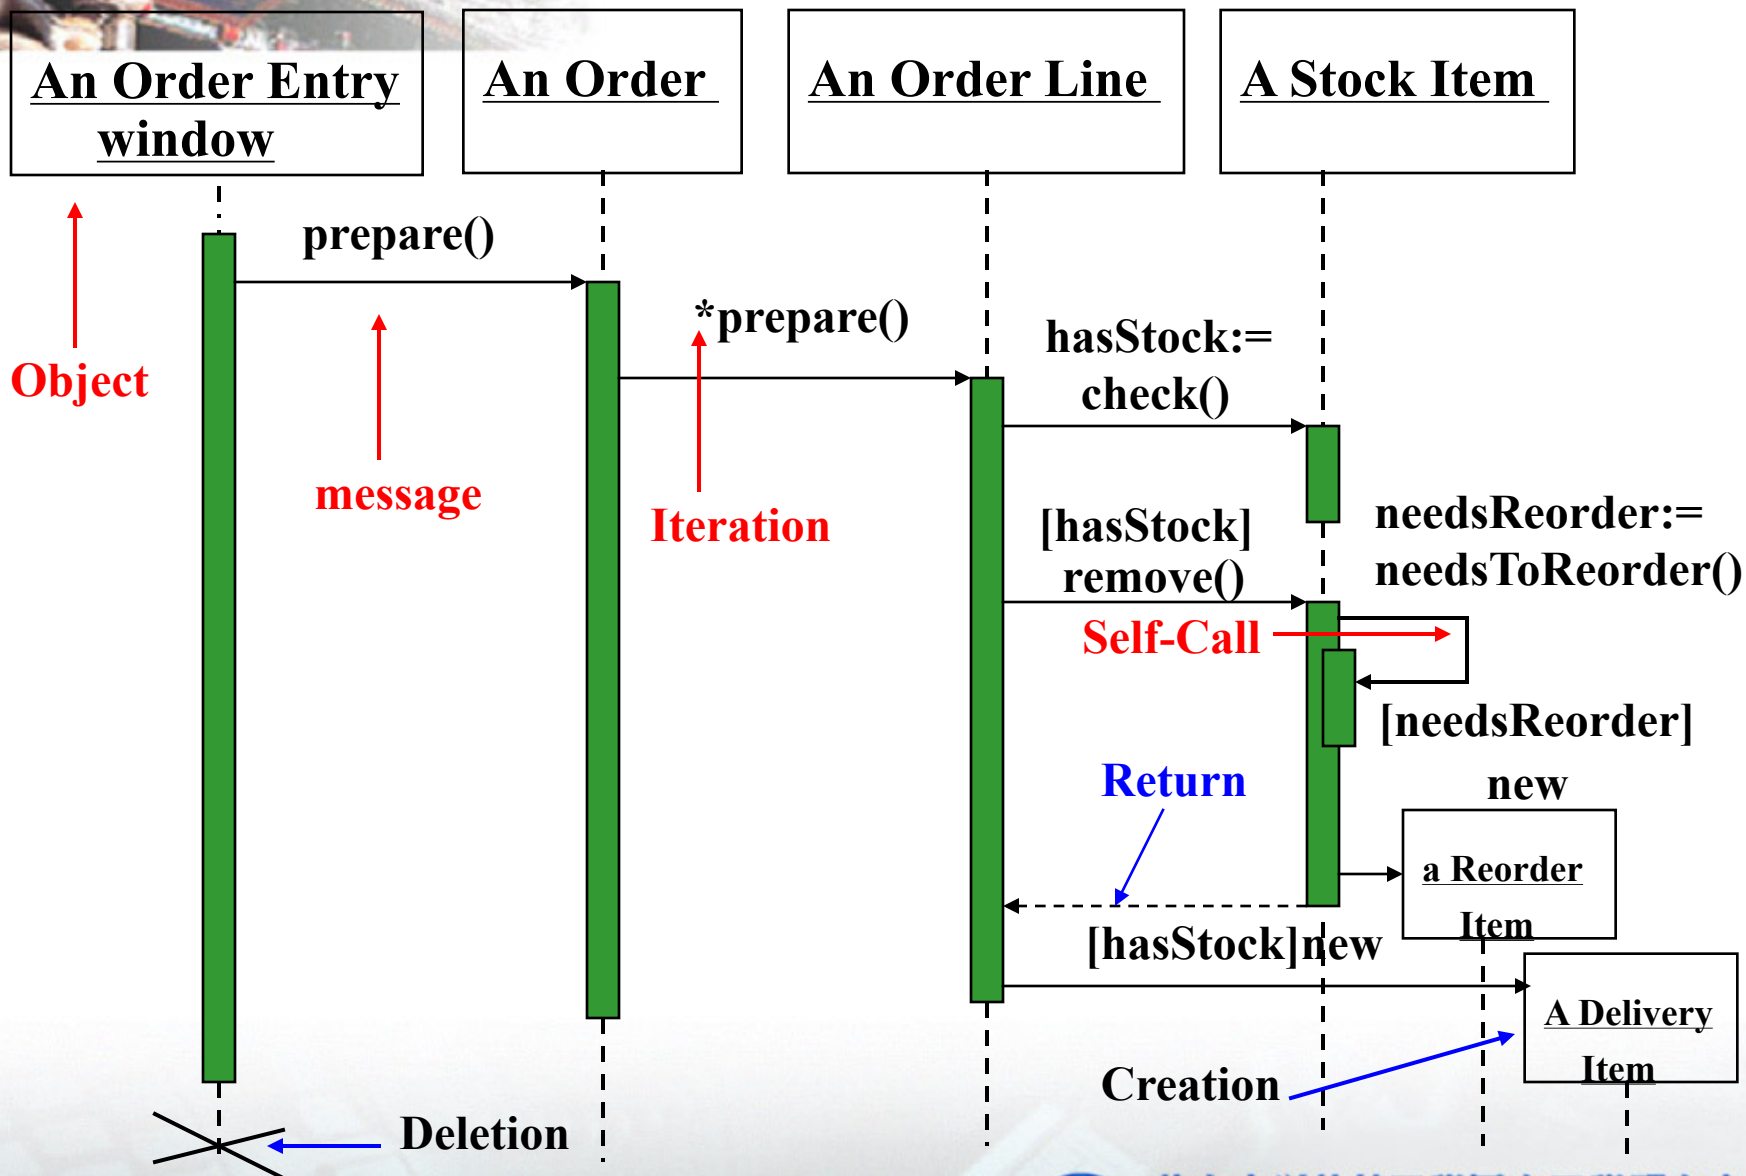 An Order Entry
window
An Order
An Order Line
A Stock Item
prepare()
*prepare()
hasStock:=
check()
Object
message
Iteration
[hasStock]
remove()
needsReorder:=
needsToReorder()
Self-Call
[needsReorder]
new
Return
a Reorder
Item
[hasStock]new
A Delivery
Item
Creation
Deletion